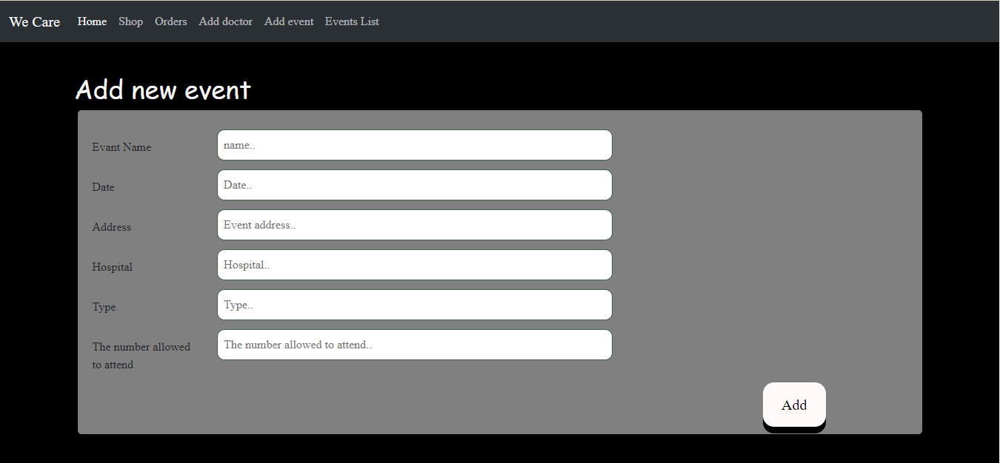 We Care Home Shop Orders Add doctor Add event Events List
Add new event
Evant Name name..
Date Date..
Address Event address..
Hospital Hospital..
Type Type..
The number allowed The number allowed to attend..
to attend
Add